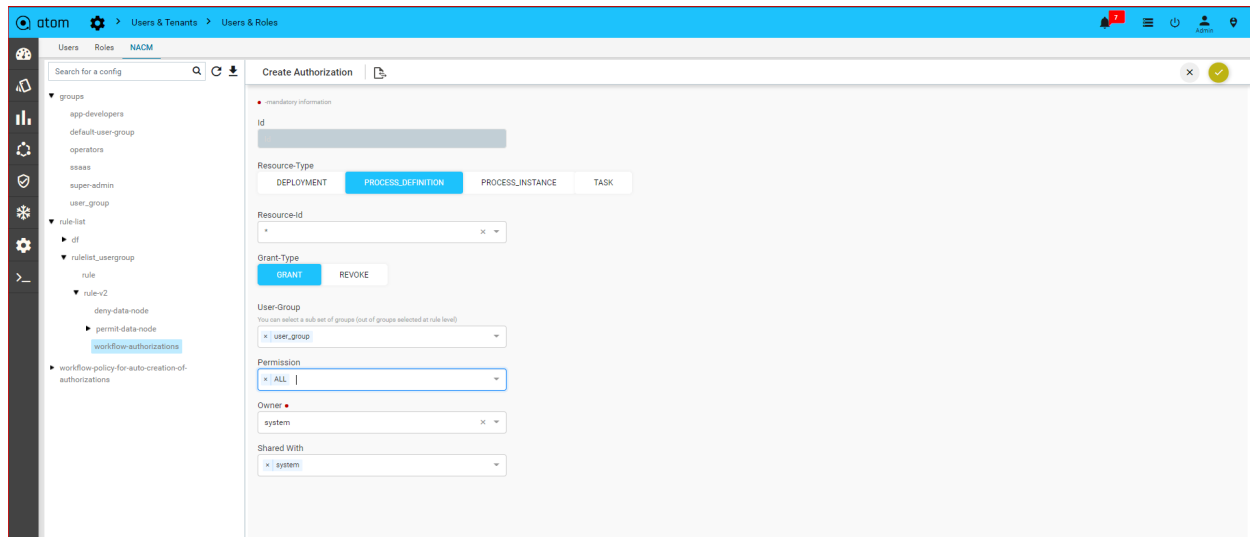 atom > Users & Tenants > Users & Roles 7 Admin
Users Roles NACM
Search for a config
groups
app-developers
default-user-group
operators
ssaas
super-admin
user_group
rule-list
df
rulelist_usergroup
rule
rule-v2
deny-data-node
permit-data-node
workflow-authorizations
workflow-policy-for-auto-creation-of-
authorizations
Create Authorization
-mandatory information
Id
Resource-Type
DEPLOYMENT PROCESS_DEFINITION PROCESS_INSTANCE TASK
Resource-Id
* ×
Grant-Type
GRANT REVOKE
User-Group
You can select a sub set of groups (out of groups selected at rule level)
× user_group
Permission
× ALL
Owner
system ×
Shared With
× system